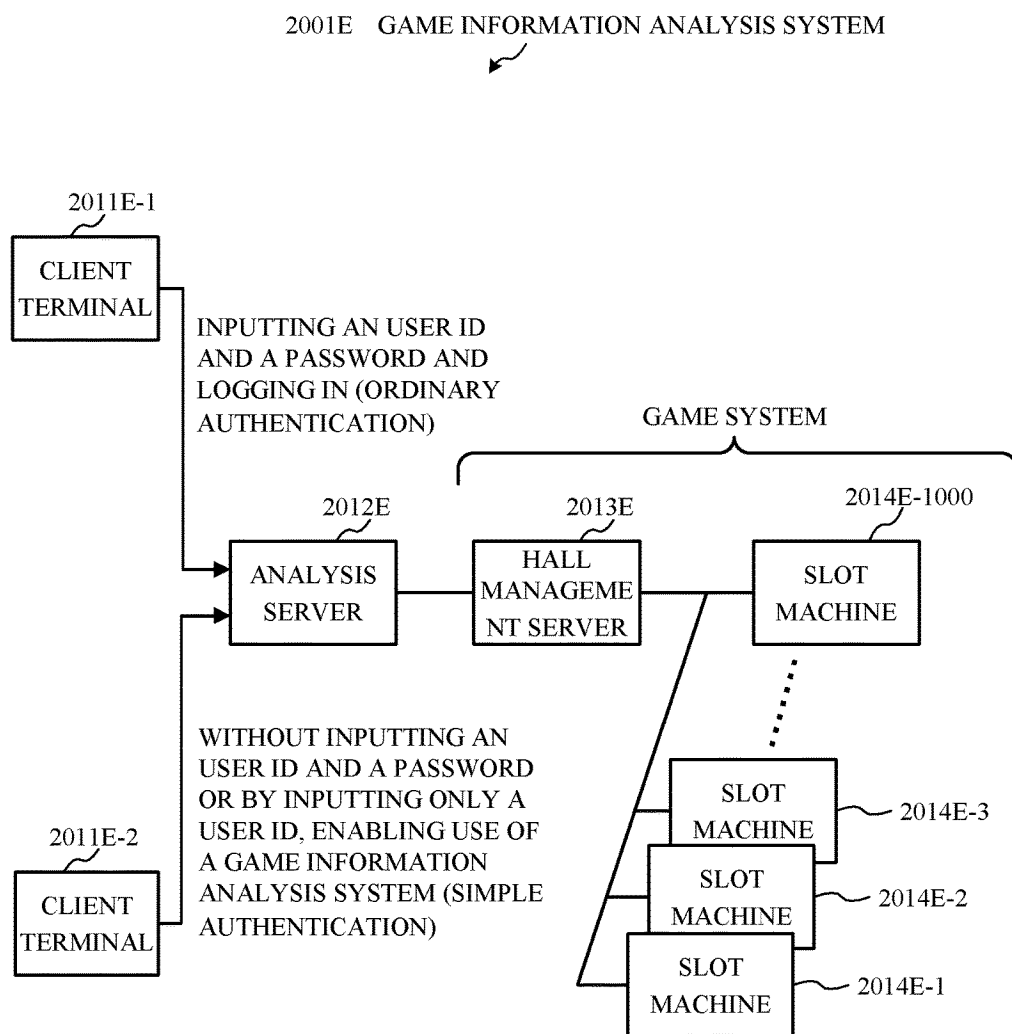 2001E GAME INFORMATION ANALYSIS SYSTEM
2011E-1
CLIENT
TERMINAL
INPUTTING AN USER ID
AND A PASSWORD AND
LOGGING IN (ORDINARY
AUTHENTICATION)
GAME SYSTEM
2012E
2013E
2014E-1000
ANALYSIS
SERVER
HALL
MANAGEME
NT SERVER
SLOT
MACHINE
WITHOUT INPUTTING AN
USER ID AND A PASSWORD
OR BY INPUTTING ONLY A
USER ID, ENABLING USE OF
A GAME INFORMATION
ANALYSIS SYSTEM (SIMPLE
AUTHENTICATION)
2011E-2
CLIENT
TERMINAL
SLOT
MACHINE
2014E-3
SLOT
MACHINE
2014E-2
SLOT
MACHINE
2014E-1